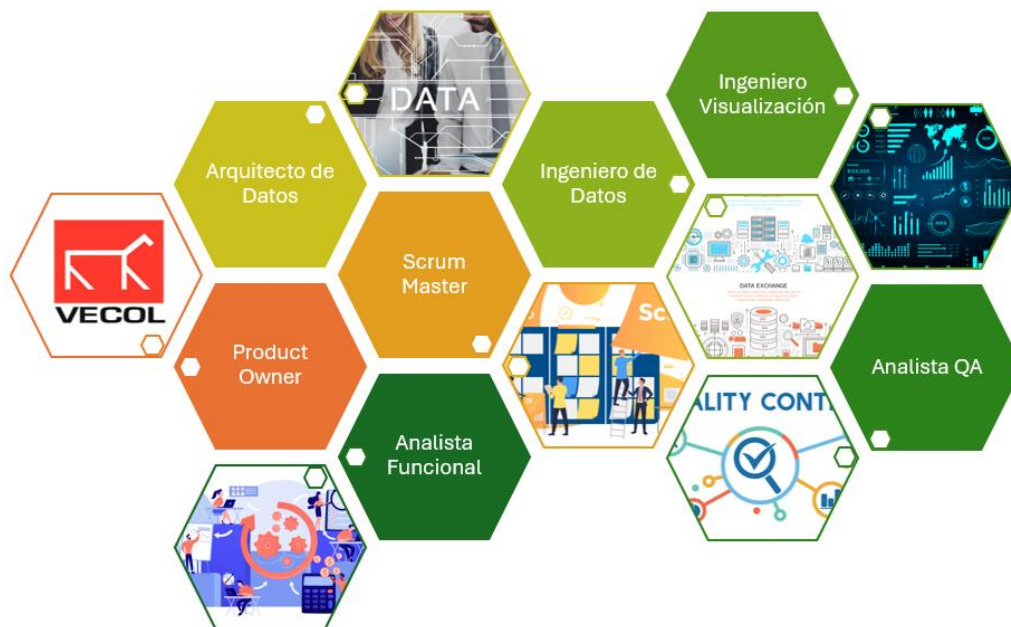 DATA
Ingeniero
Visualización
Arquitecto de
Datos
Ingeniero de
Datos
VECOL
Scrum
Master
DATA EXCHANGE
Product
Owner
Sc
Analista QA
Analista
Funcional
ALITY CONT